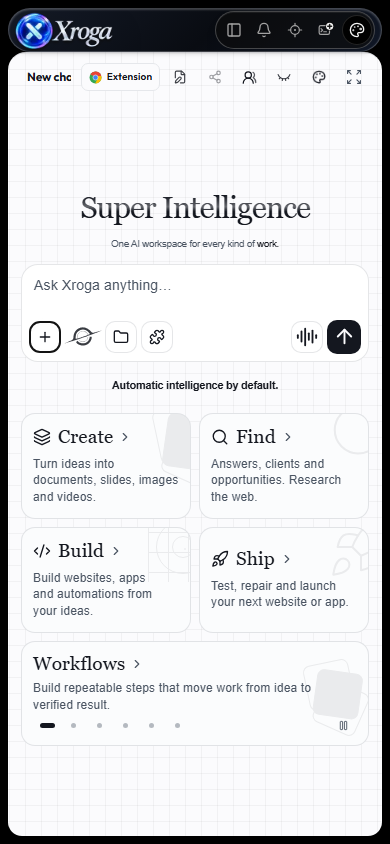 Xroga
New cha
Extension
Super Intelligence
One AI workspace for every kind of work.
Ask Xroga anything...
Automatic intelligence by default.
Create
Turn ideas into
documents, slides, images
and videos.
Find
Answers, clients and
opportunities. Research
the web.
Build
Build websites, apps
and automations from
your ideas.
Ship
Test, repair and launch
your next website or app.
Workflows
Build repeatable steps that move work from idea to
verified result.